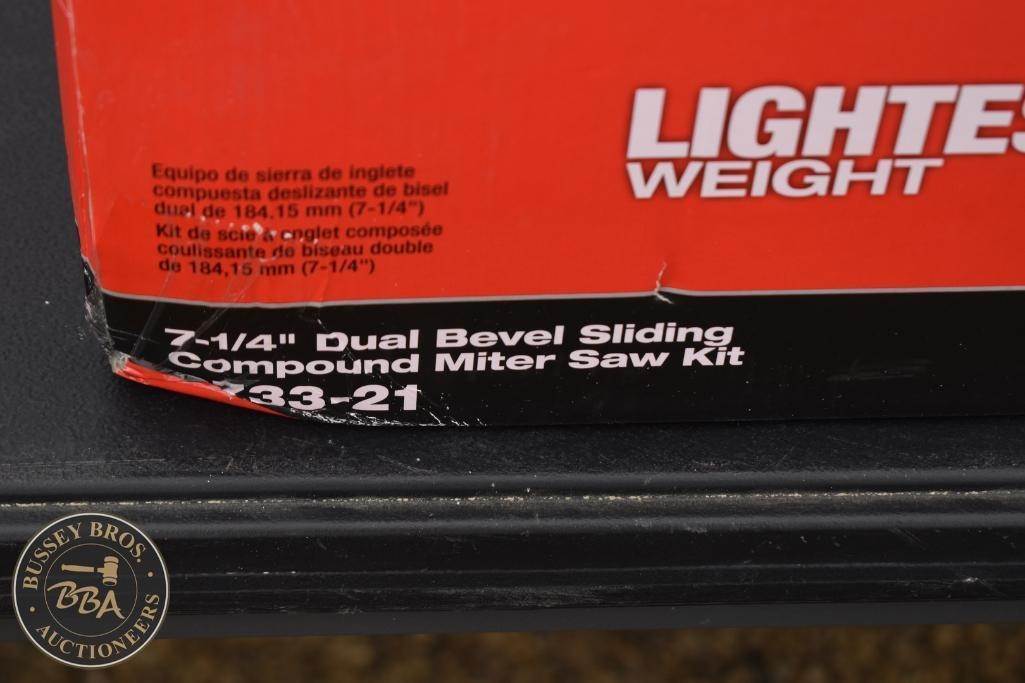 LIGHTES
WEIGHT
Equipo de sierra de inglete
compuesta deslizante de bisel
dual de 184,15 mm (7-1/4")
Kit de scie à onglet composée
coulissante de biseau double
de 184,15 mm (7-1/4")
7-1/4" Dual Bevel Sliding
Compound Miter Saw Kit
733-21
BUSSEY BROS.
BBA
AUCTIONEERS